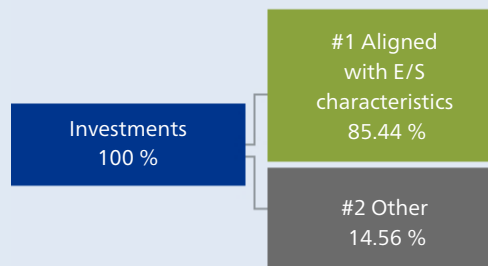 #1 Aligned
with E/S
characteristics
85.44 %
Investments
100 %
#2 Other
14.56 %